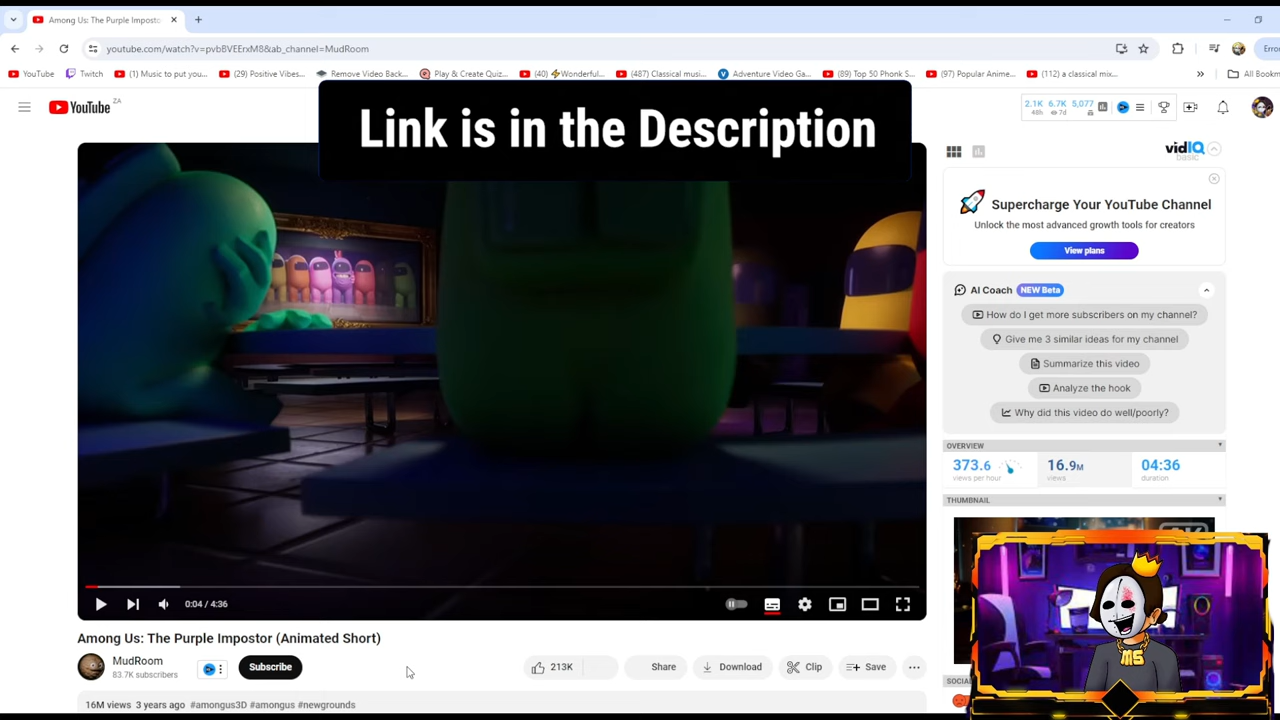 Among Us: The Purple Impostor
youtube.com/watch?v=pvbBVEErxM8&ab_channel=MudRoom
Error
YouTube
Twitch
(1) Music to put you...
(29) Positive Vibes...
Remove Video Back...
Play & Create Quiz...
(40) ⚡Wonderful...
(487) Classical musi...
Adventure Video Ga...
(89) Top 50 Phonk S...
(97) Popular Anime...
(112) a classical mix...
All Bookm
YouTube ZA
2.1K 6.7K 5,077
48h 7d
Link is in the Description
vidIQ
basic
Supercharge Your YouTube Channel
Unlock the most advanced growth tools for creators
View plans
AI Coach NEW Beta
How do I get more subscribers on my channel?
Give me 3 similar ideas for my channel
Summarize this video
Analyze the hook
Why did this video do well/poorly?
OVERVIEW
373.6 16.9M 04:36
views per hour views duration
THUMBNAIL
0:04 / 4:36
Among Us: The Purple Impostor (Animated Short)
MudRoom
83.7K subscribers
Subscribe
213K
Share
Download
Clip
Save
SOCIAL
MS
16M views 3 years ago #amongus3D #amongus #newgrounds